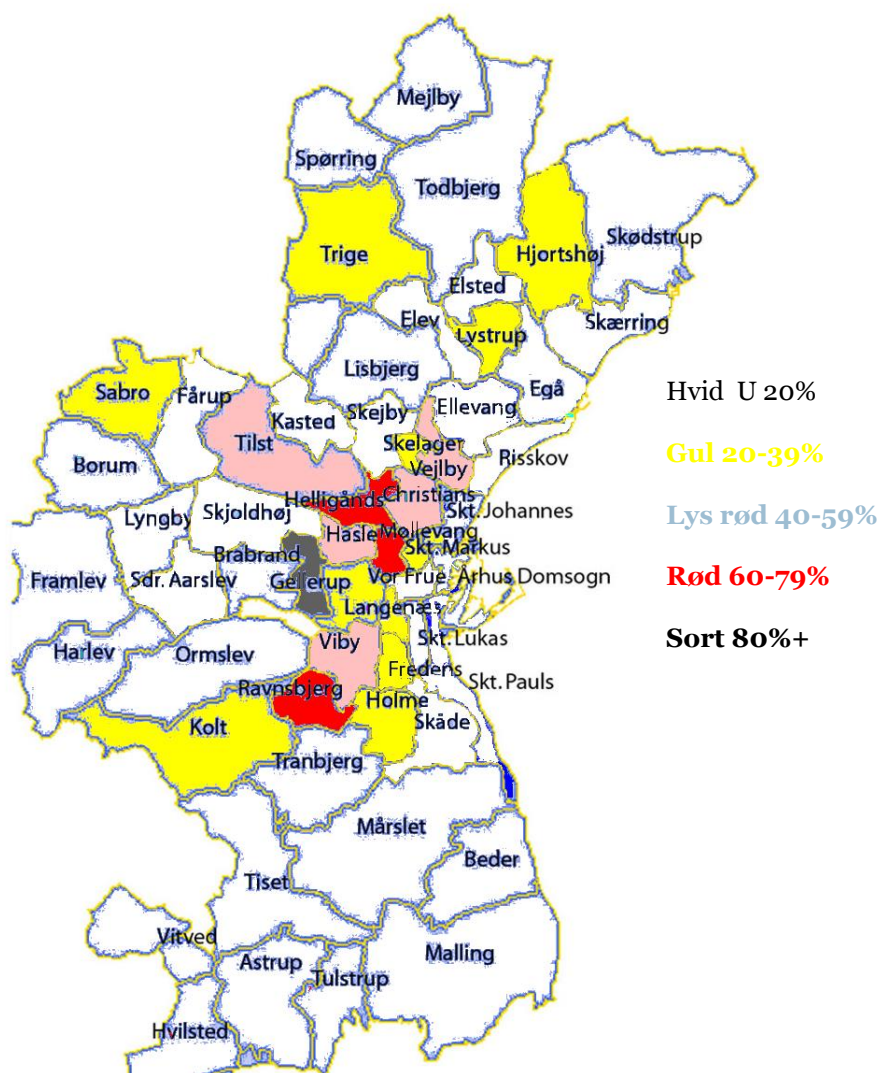 Mejlby
Spørring
Todbjerg
Trige
Hjortshøj
Skødstrup
Elsted
Elev
Lystrup
Skærring
Lisbjerg
Sabro
Fårup
Egå
Hvid U 20%
Kasted
Skejby
Ellevang
Tilst
Skelager
Gul 20-39%
Borum
Vejlby
Risskov
Helligånds
Christians
Lyngby
Skjoldhøj
Skt. Johannes
Lys rød 40-59%
Hasle
Møllevang
Brabrand
Skt. Markus
Framlev
Sdr. Aarslev
Gellerup
Vor Frue
Århus Domsogn
Rød 60-79%
Langenæs
Harlev
Ormslev
Viby
Skt. Lukas
Sort 80%+
Fredens
Ravnsbjerg
Skt. Pauls
Holme
Kolt
Skåde
Tranbjerg
Mårslet
Beder
Tiset
Vitved
Astrup
Malling
Tulstrup
Hvilsted